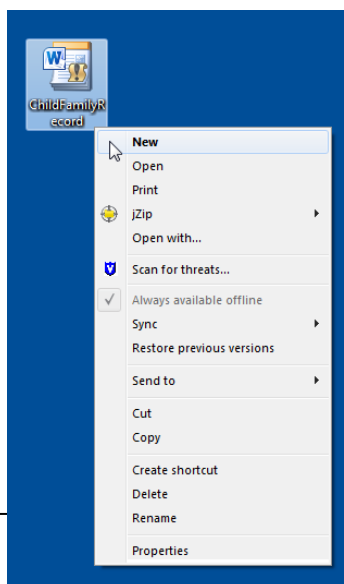 ChildFamilyR
ecord
New
Open
Print
jZip
Open with...
Scan for threats...
Always available offline
Sync
Restore previous versions
Send to
Cut
Copy
Create shortcut
Delete
Rename
Properties